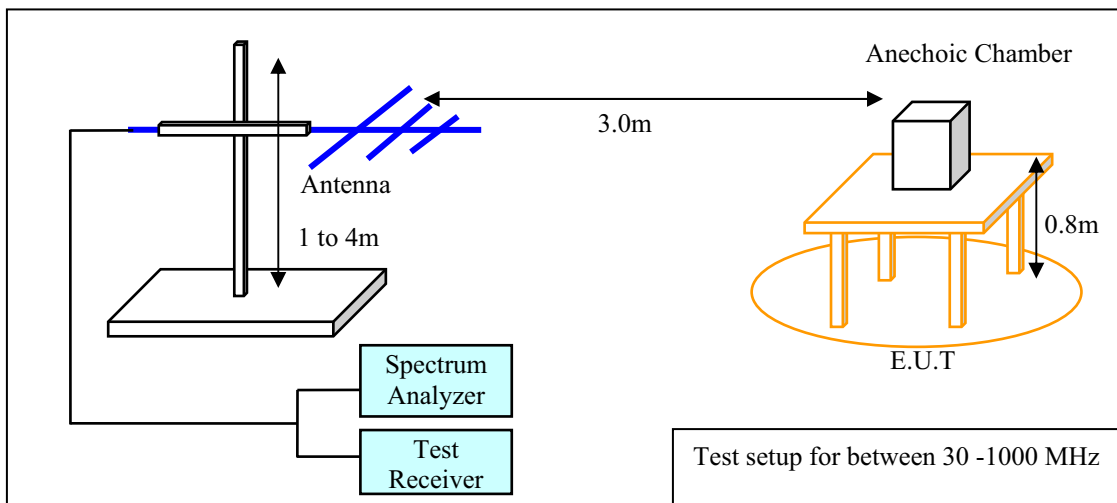 Anechoic Chamber
3.0m
Antenna
1 to 4m
0.8m
E.U.T
Spectrum
Analyzer
Test
Receiver
Test setup for between 30 -1000 MHz